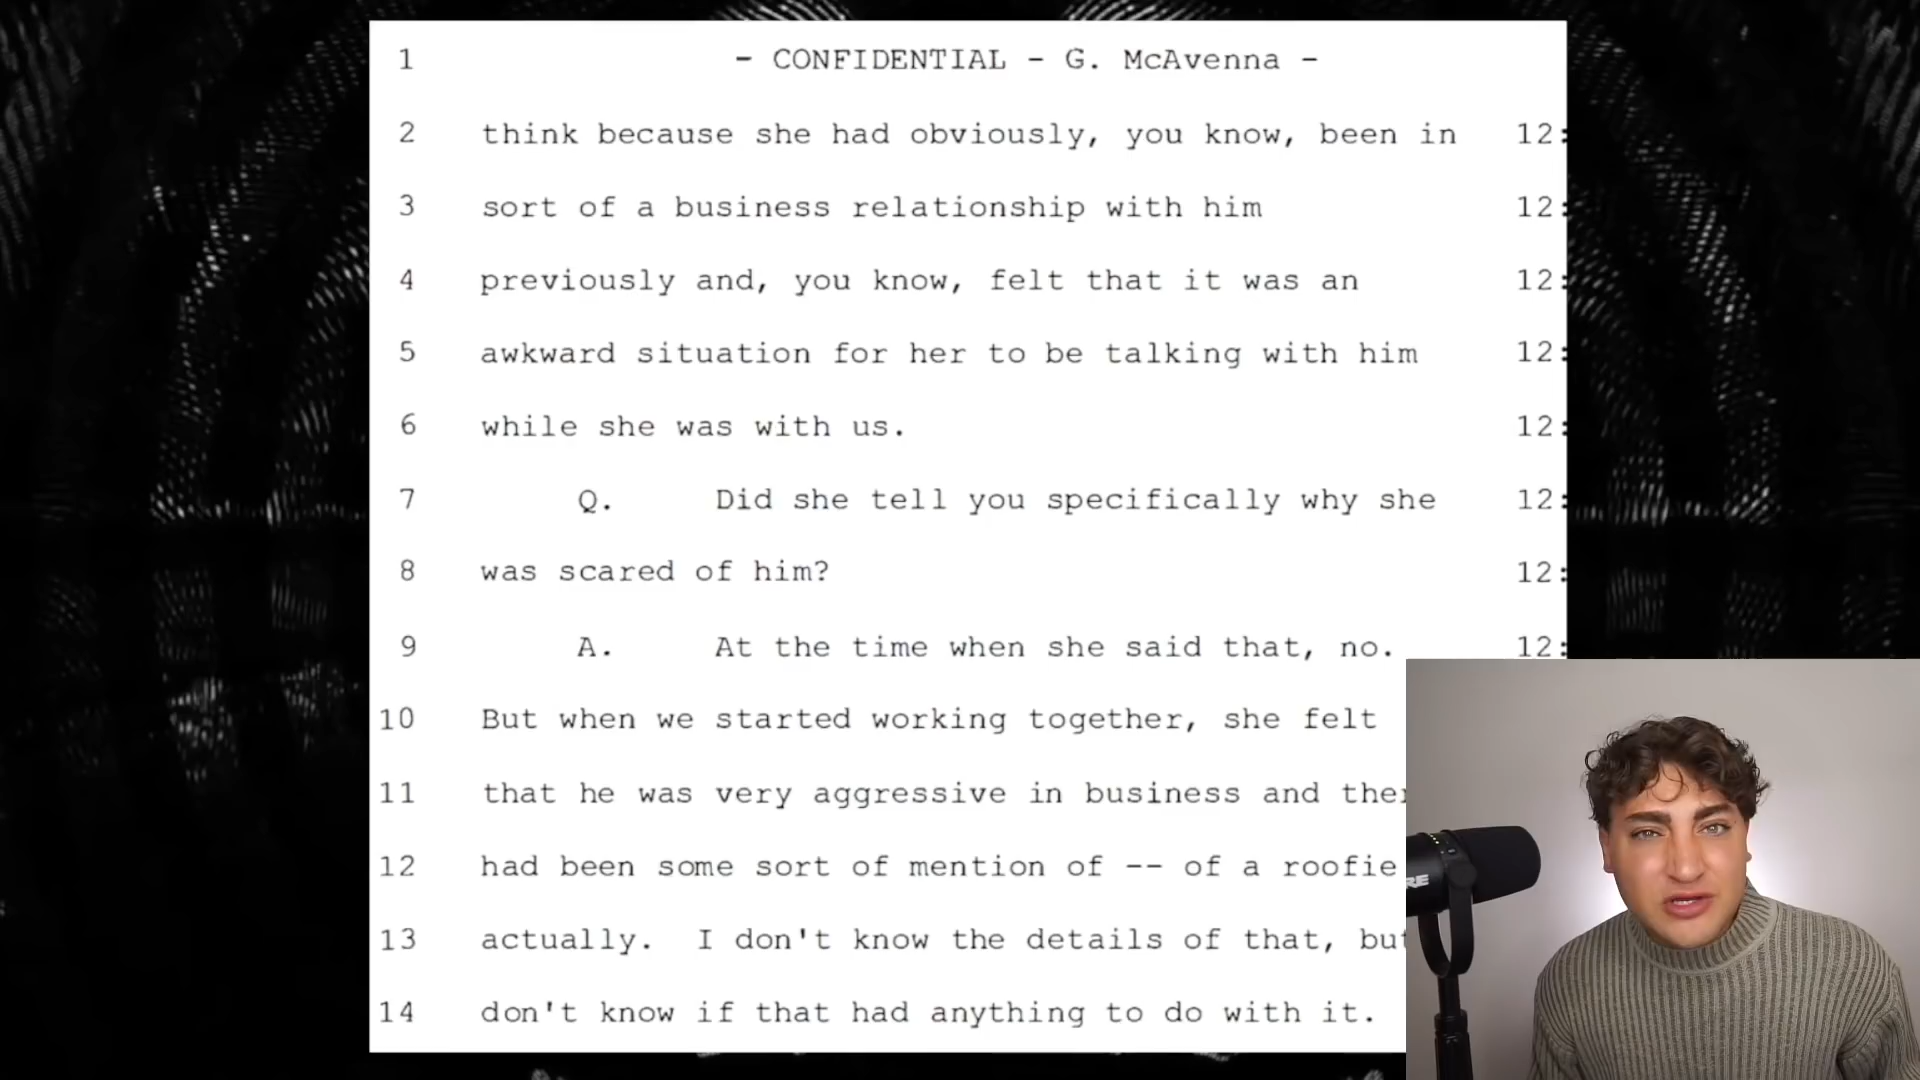 1 - CONFIDENTIAL - G. McAvenna -
2 think because she had obviously, you know, been in 12:
3 sort of a business relationship with him 12:
4 previously and, you know, felt that it was an 12:
5 awkward situation for her to be talking with him 12:
6 while she was with us. 12:
7 Q. Did she tell you specifically why she 12:
8 was scared of him? 12:
9 A. At the time when she said that, no. 12:
10 But when we started working together, she felt
11 that he was very aggressive in business and
12 had been some sort of mention of -- of a roofie
13 actually. I don't know the details of that,
14 don't know if that had anything to do with it.